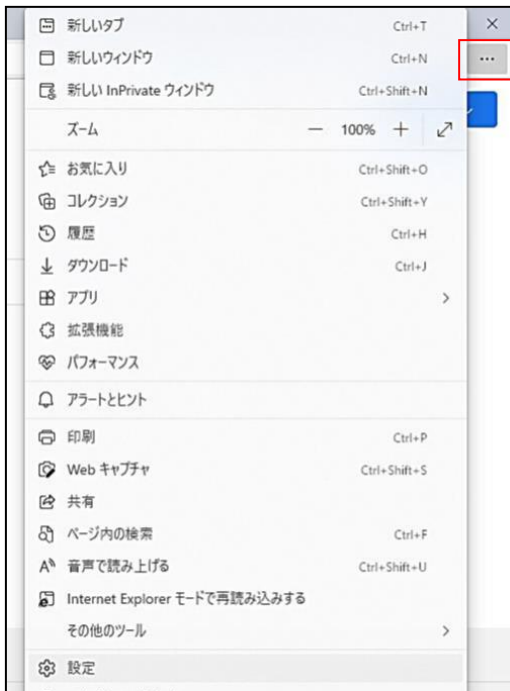 新しいタブ Ctrl+T
新しいウィンドウ Ctrl+N
新しい InPrivate ウィンドウ Ctrl+Shift+N
ズーム — 100% +
お気に入り Ctrl+Shift+O
コレクション Ctrl+Shift+Y
履歴 Ctrl+H
ダウンロード Ctrl+J
アプリ
拡張機能
パフォーマンス
アラートとヒント
印刷 Ctrl+P
Web キャプチャ Ctrl+Shift+S
共有
ページ内の検索 Ctrl+F
音声で読み上げる Ctrl+Shift+U
Internet Explorer モードで再読み込みする
その他のツール
設定